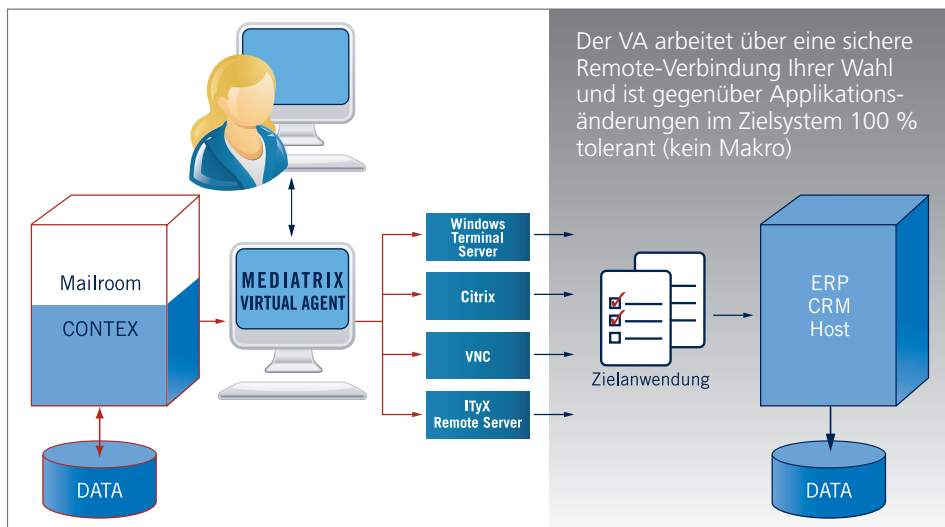 Der VA arbeitet über eine sichere
Remote-Verbindung Ihrer Wahl
und ist gegenüber Applikations-
änderungen im Zielsystem 100 %
tolerant (kein Makro)
Mailroom
CONTEX
DATA
MEDIATRIX
VIRTUAL AGENT
Windows
Terminal
Server
Citrix
VNC
ITyX
Remote Server
Zielanwendung
ERP
CRM
Host
DATA